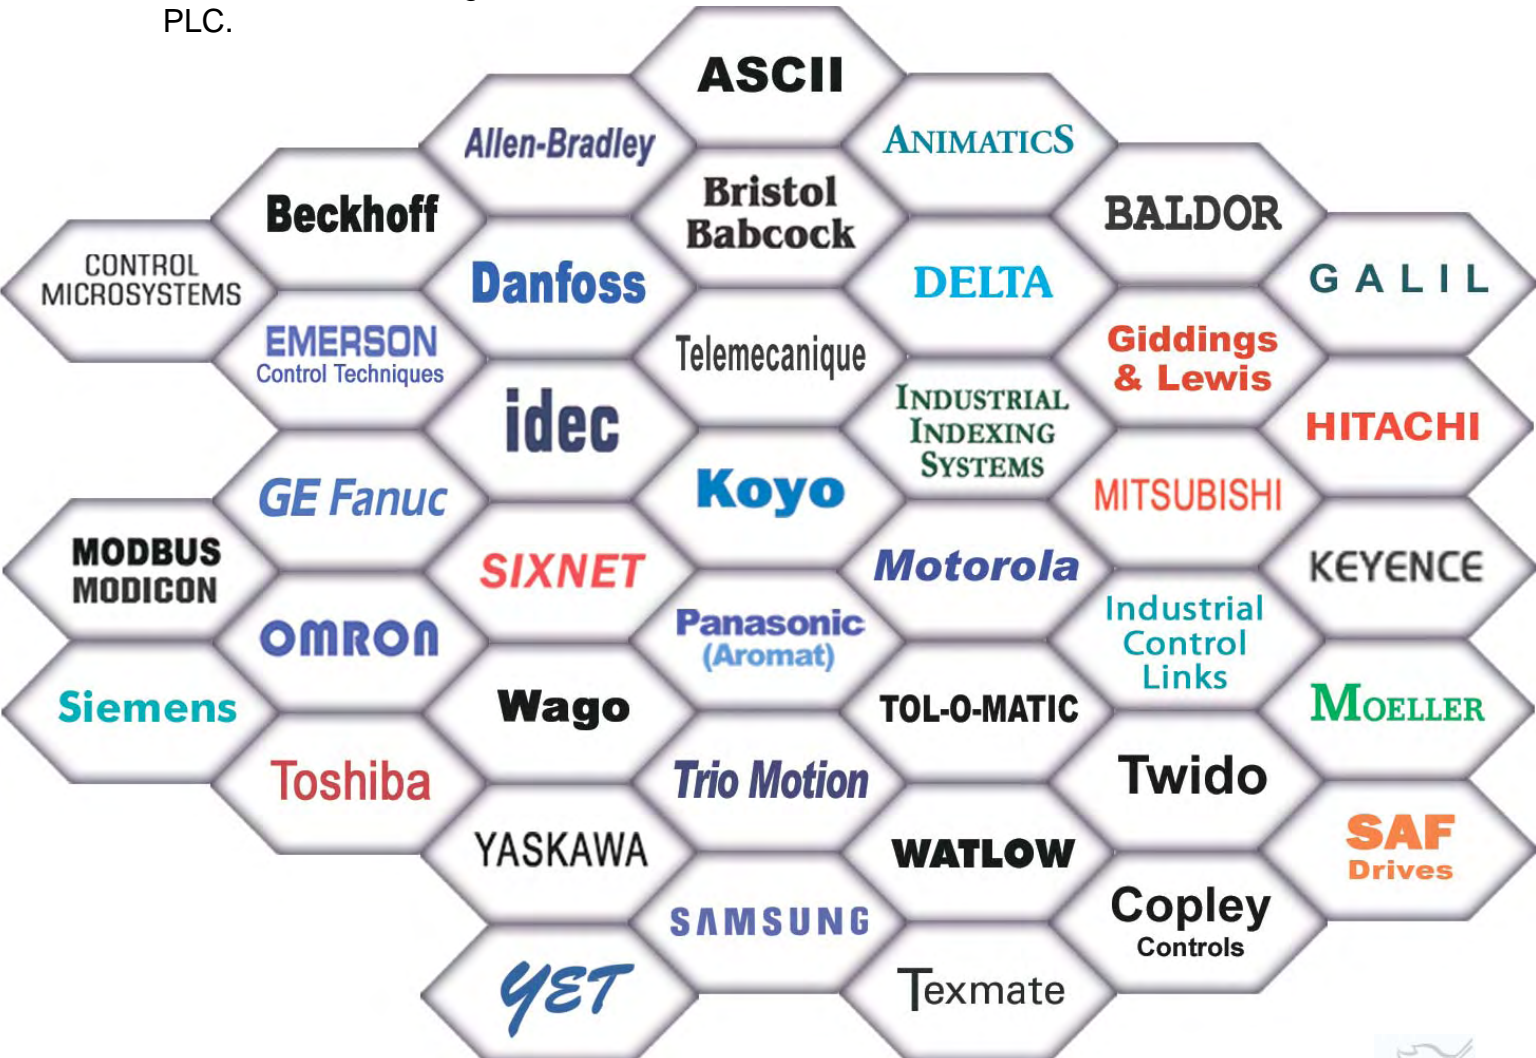 PLC.
ASCII
Allen-Bradley
ANIMATICS
Beckhoff
Bristol
Babcock
BALDOR
CONTROL
MICROSYSTEMS
Danfoss
DELTA
GALIL
EMERSON
Control Techniques
Telemecanique
Giddings
& Lewis
idec
INDUSTRIAL
INDEXING
SYSTEMS
HITACHI
GE Fanuc
Koyo
MITSUBISHI
MODBUS
MODICON
SIXNET
Motorola
KEYENCE
OMRON
Panasonic
(Aromat)
Industrial
Control
Links
Siemens
Wago
TOL-O-MATIC
MOELLER
Toshiba
Trio Motion
Twido
YASKAWA
WATLOW
SAF
Drives
SAMSUNG
Copley
Controls
YET
Texmate